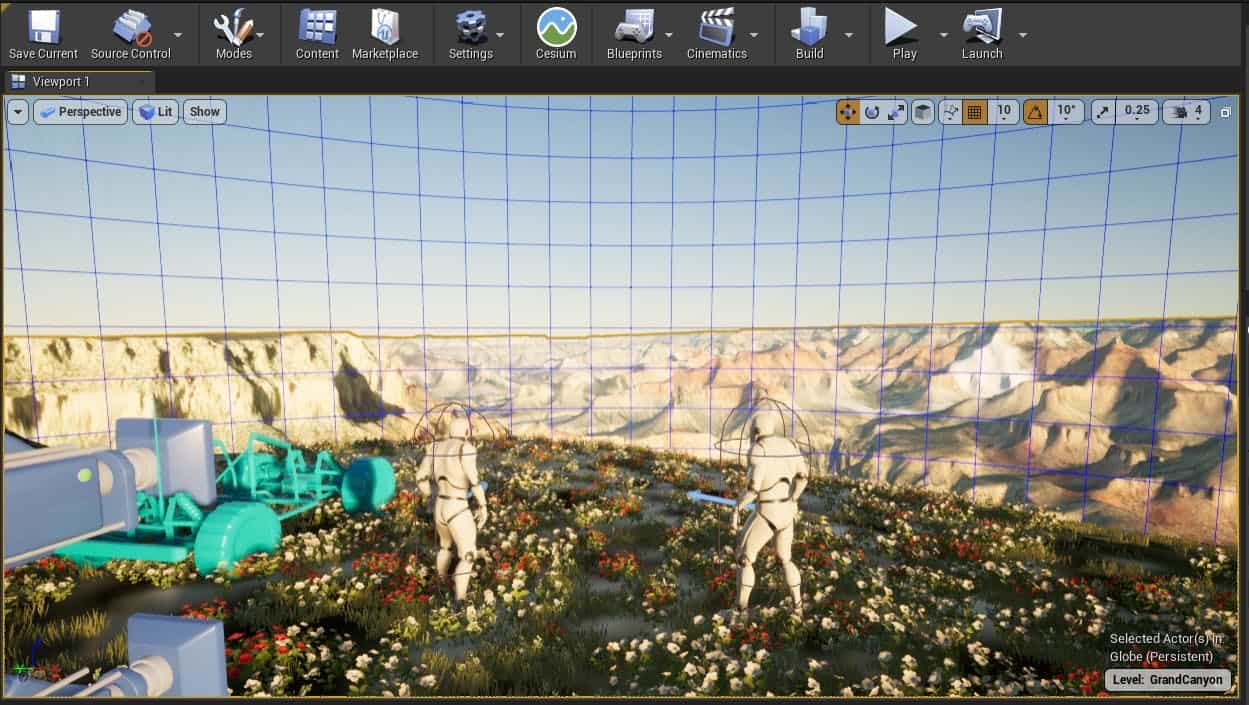 Save Current
Source Control
Modes
Content
Marketplace
Settings
Cesium
Blueprints
Cinematics
Build
Play
Launch
Viewport 1
Perspective
Lit
Show
10
10°
0.25
4
Selected Actor(s) in:
Globe (Persistent)
Level: GrandCanyon